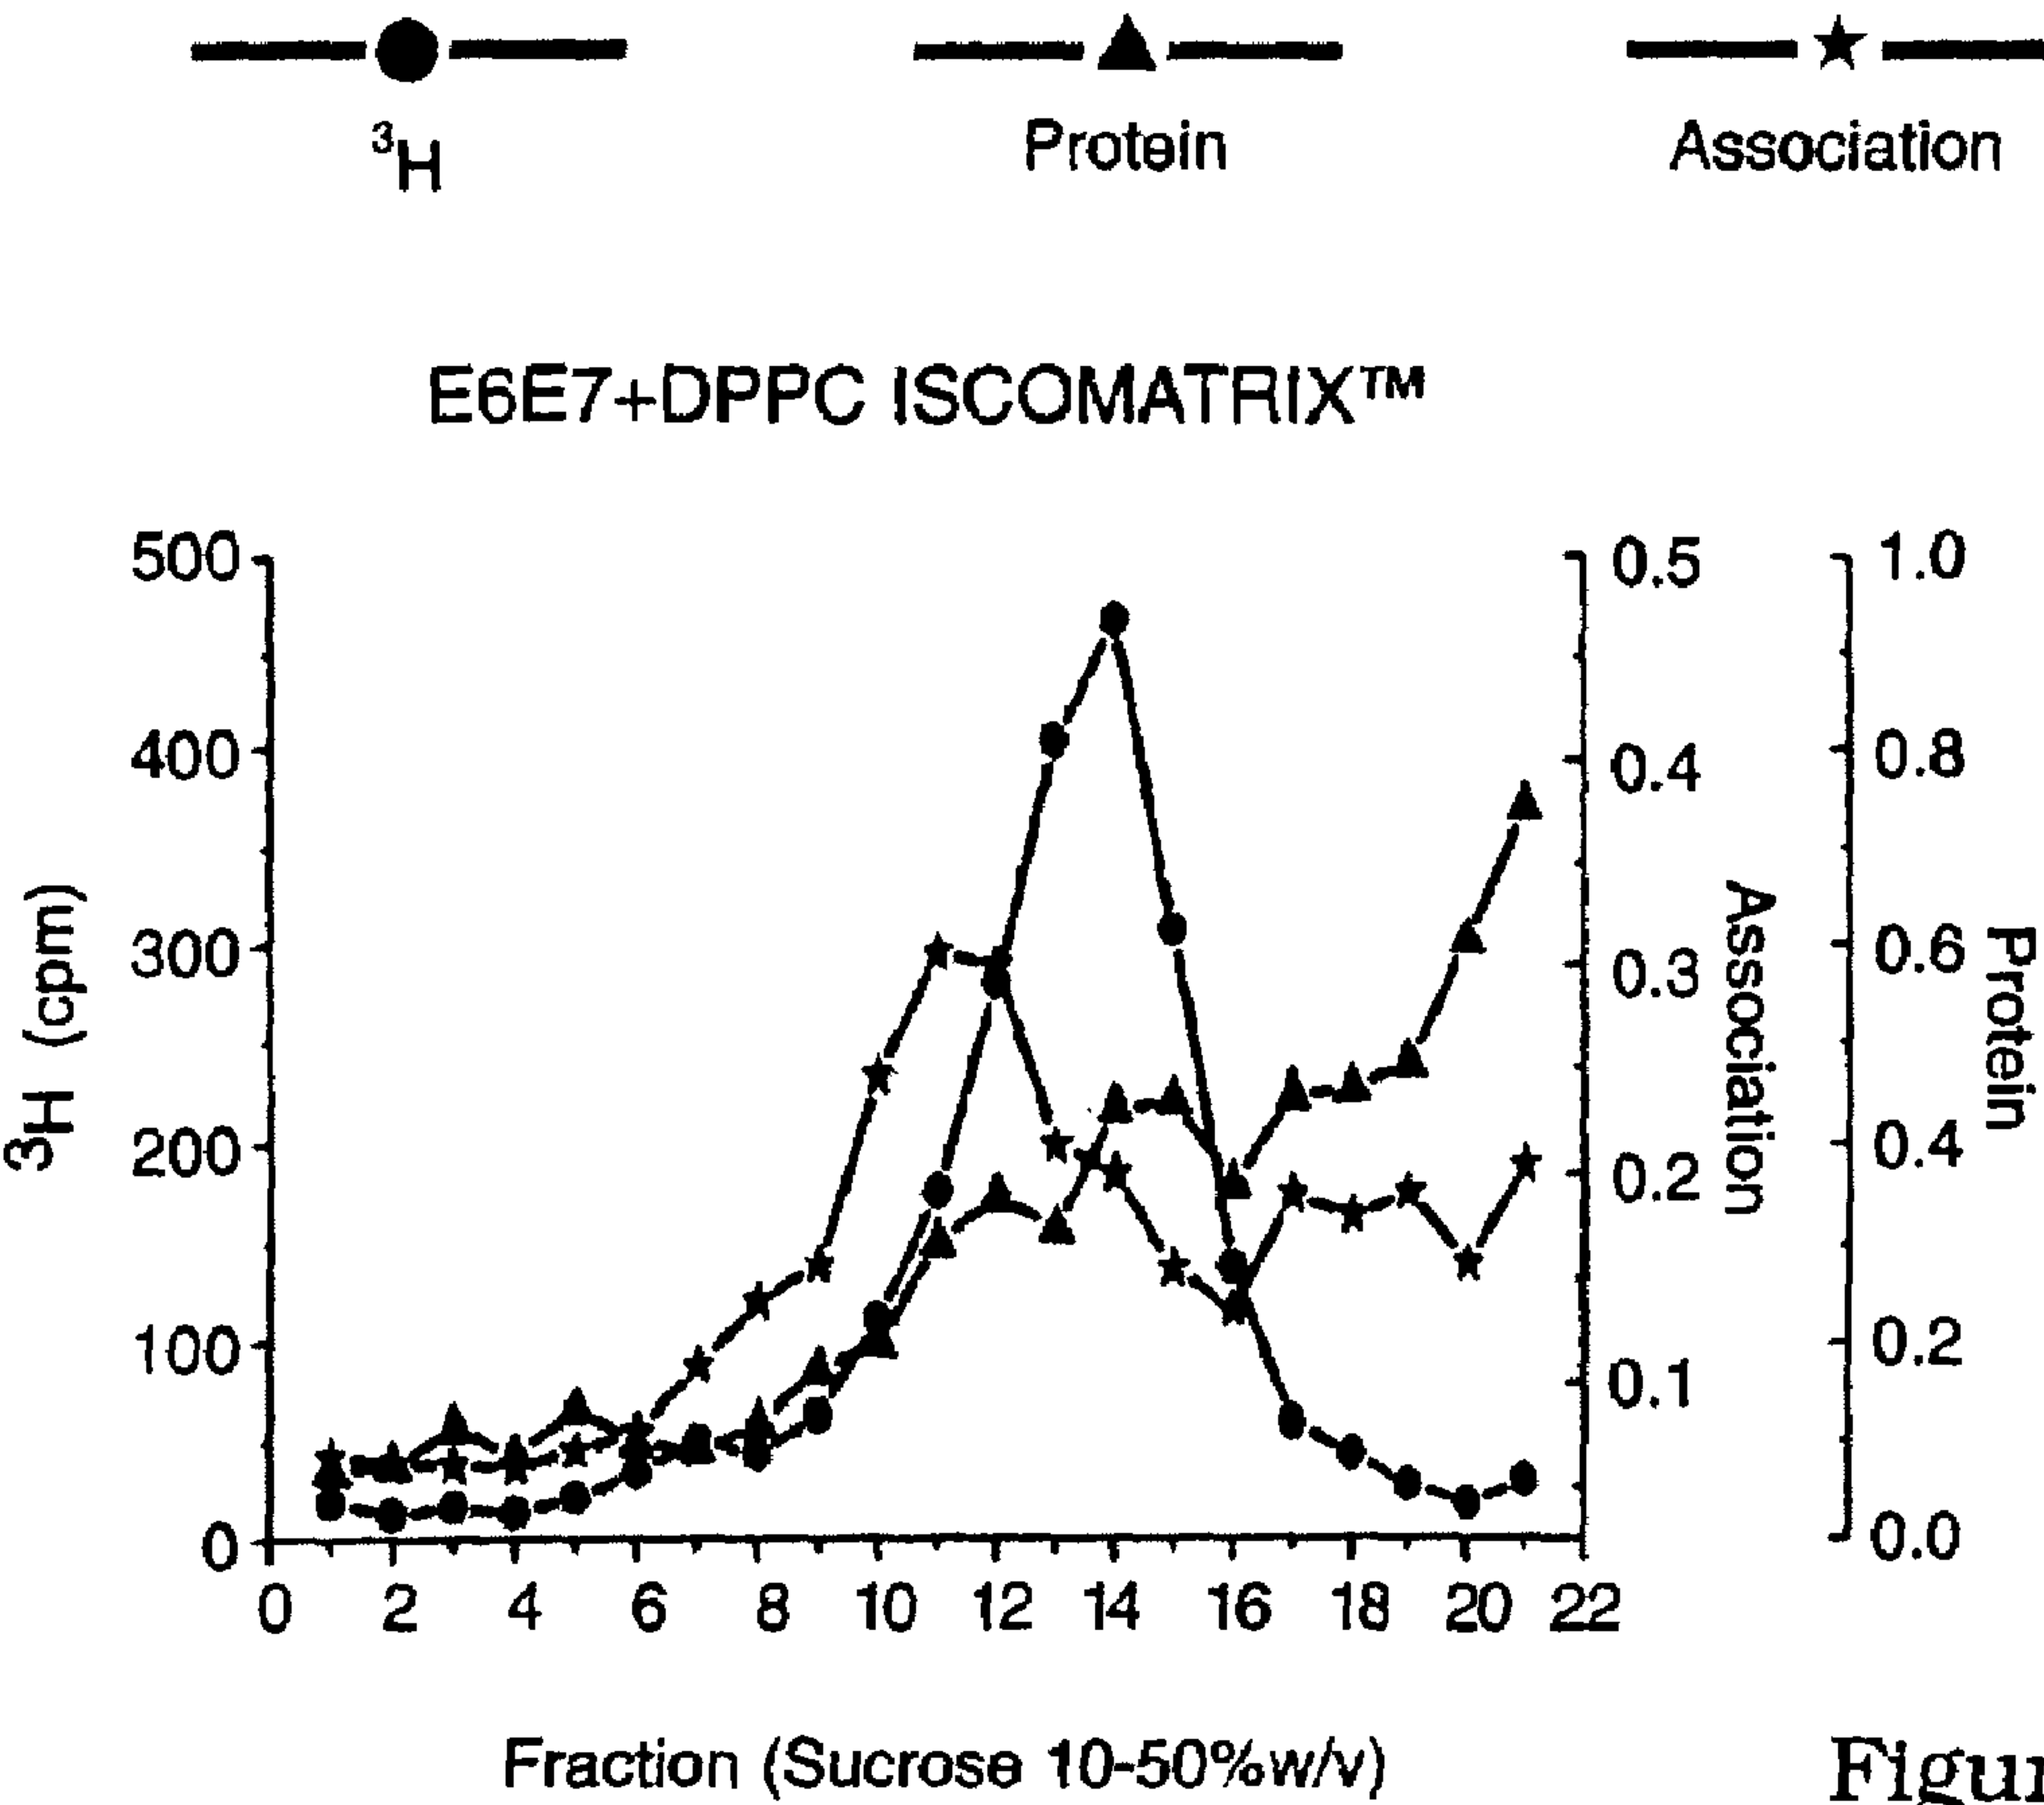 ³H Protein Association
E6E7+DPPC ISCOMATRIX™
500 0.5 1.0
400 0.4 0.8
300 0.3 0.6
200 0.2 0.4
100 0.1 0.2
0 0.0
³H (cpm)
Association
Protein
0 2 4 6 8 10 12 14 16 18 20 22
Fraction (Sucrose 10-50%w/v)
Figur